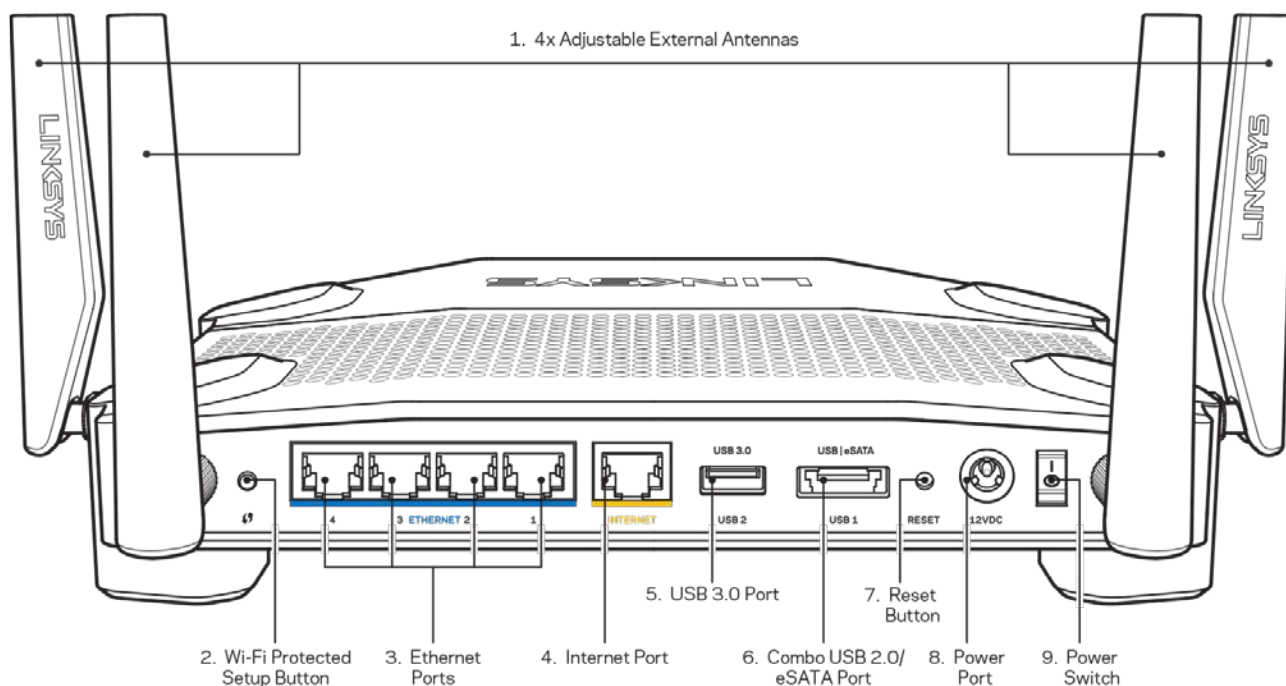 1. 4x Adjustable External Antennas
LINKSYS
LINKSYS
LINKSYS
USB 3.0
USB|eSATA
4
3
ETHERNET
2
1
INTERNET
USB 2
USB 1
RESET
12VDC
5. USB 3.0 Port
7. Reset
Button
2. Wi-Fi Protected
Setup Button
3. Ethernet
Ports
4. Internet Port
6. Combo USB 2.0/
eSATA Port
8. Power
Port
9. Power
Switch